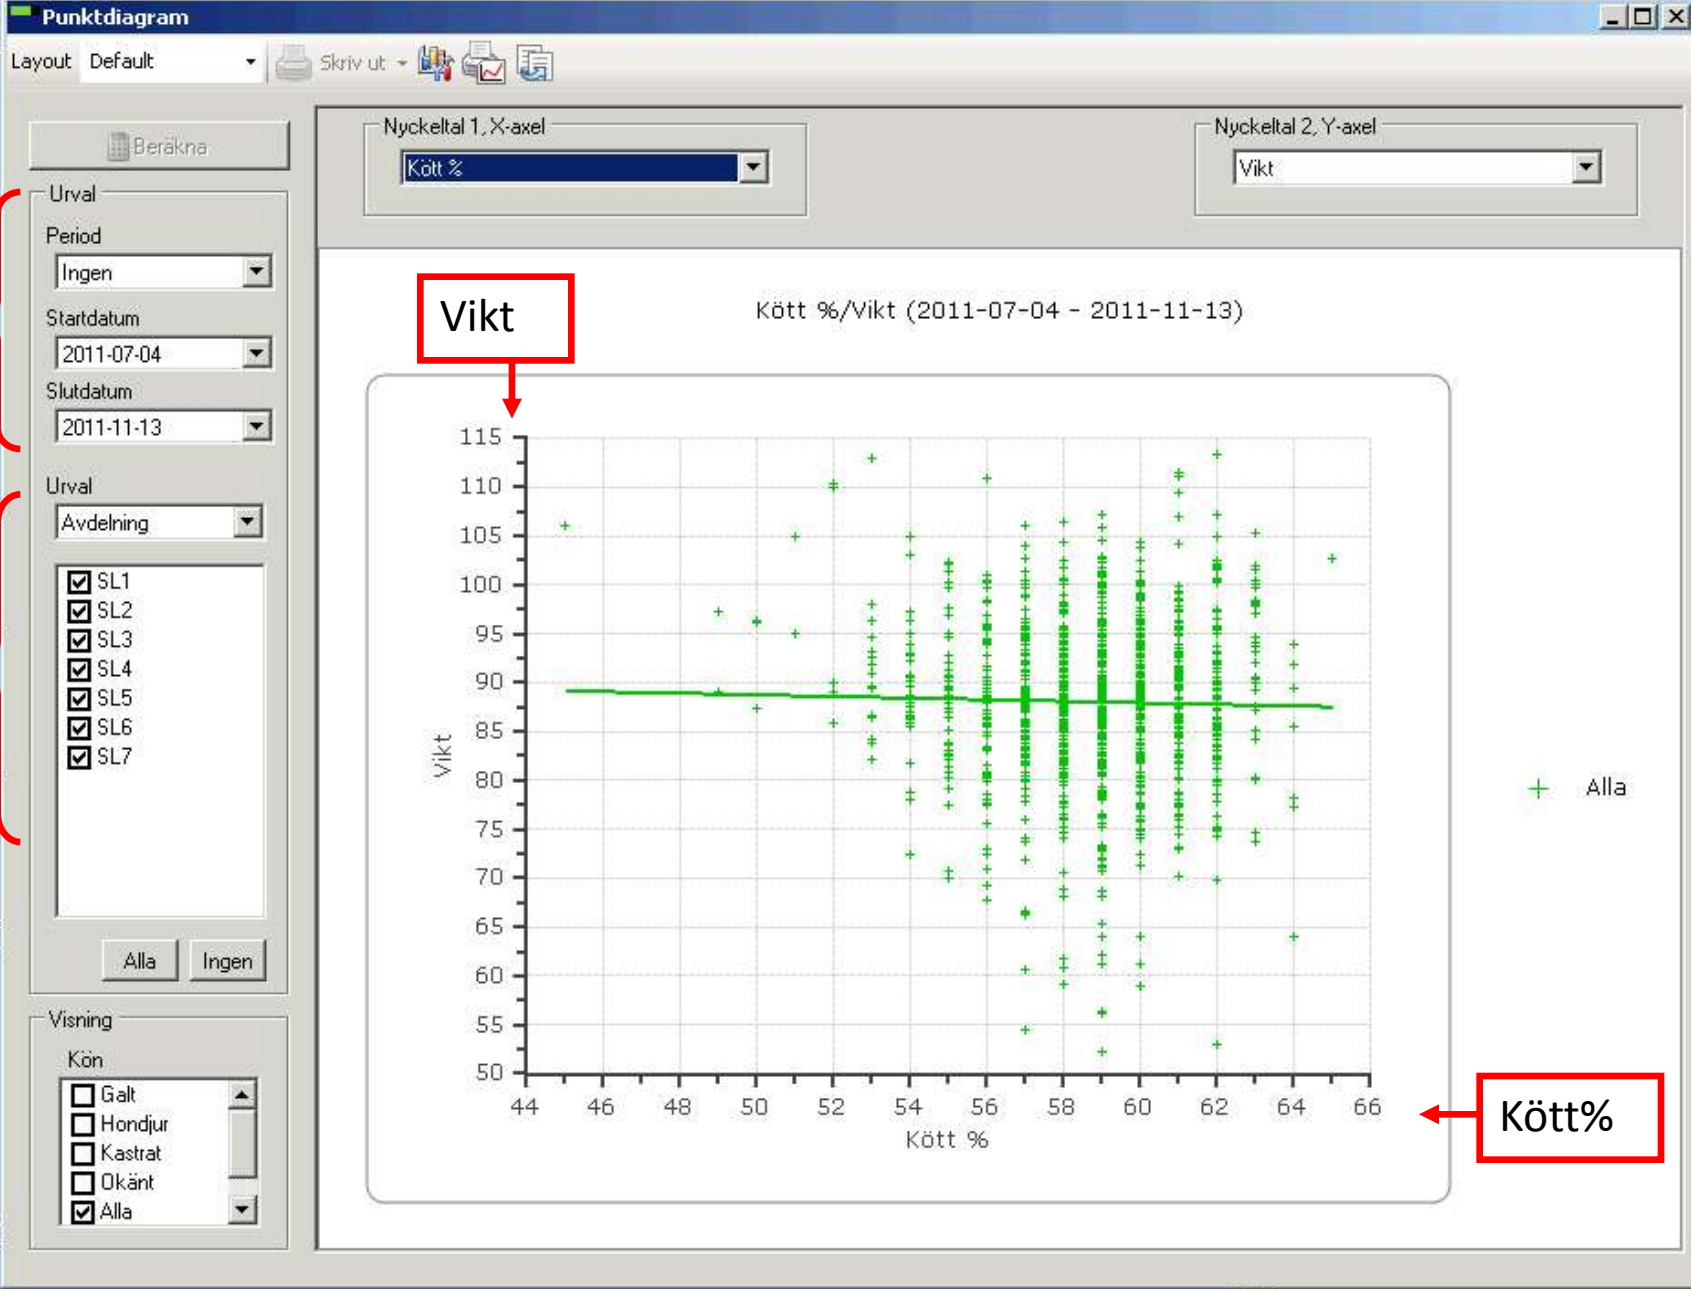 Punktdiagram
Layout Default Skriv ut
Beräkna
Urval
Period
Ingen
Startdatum
2011-07-04
Slutdatum
2011-11-13
Urval
Avdelning
SL1
SL2
SL3
SL4
SL5
SL6
SL7
Alla Ingen
Visning
Kön
Galt
Hondjur
Kastrat
Okänt
Alla
Nyckeltal 1, X-axel
Kött %
Nyckeltal 2, Y-axel
Vikt
Vikt
Kött %/Vikt (2011-07-04 - 2011-11-13)
115
110
105
100
95
90
85
80
75
70
65
60
55
50
Vikt
44 46 48 50 52 54 56 58 60 62 64 66
Kött %
Alla
Kött%